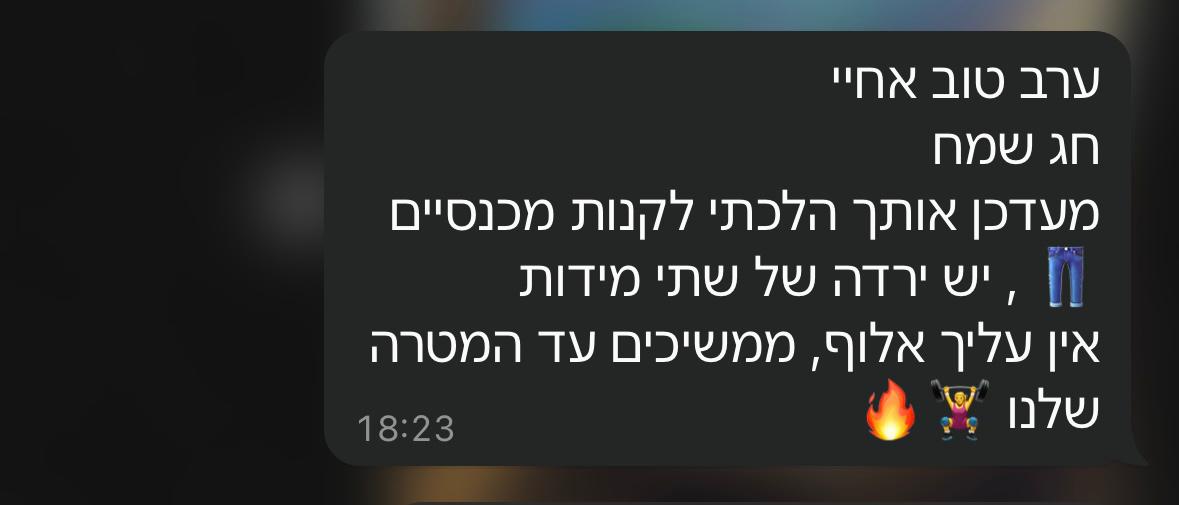 ערב טוב אחיי
חג שמח
מעדכן אותך הלכתי לקנות מכנסיים
👖 , יש ירדה של שתי מידות
אין עליך אלוף, ממשיכים עד המטרה
שלנו 🏋️‍♀️🔥
18:23